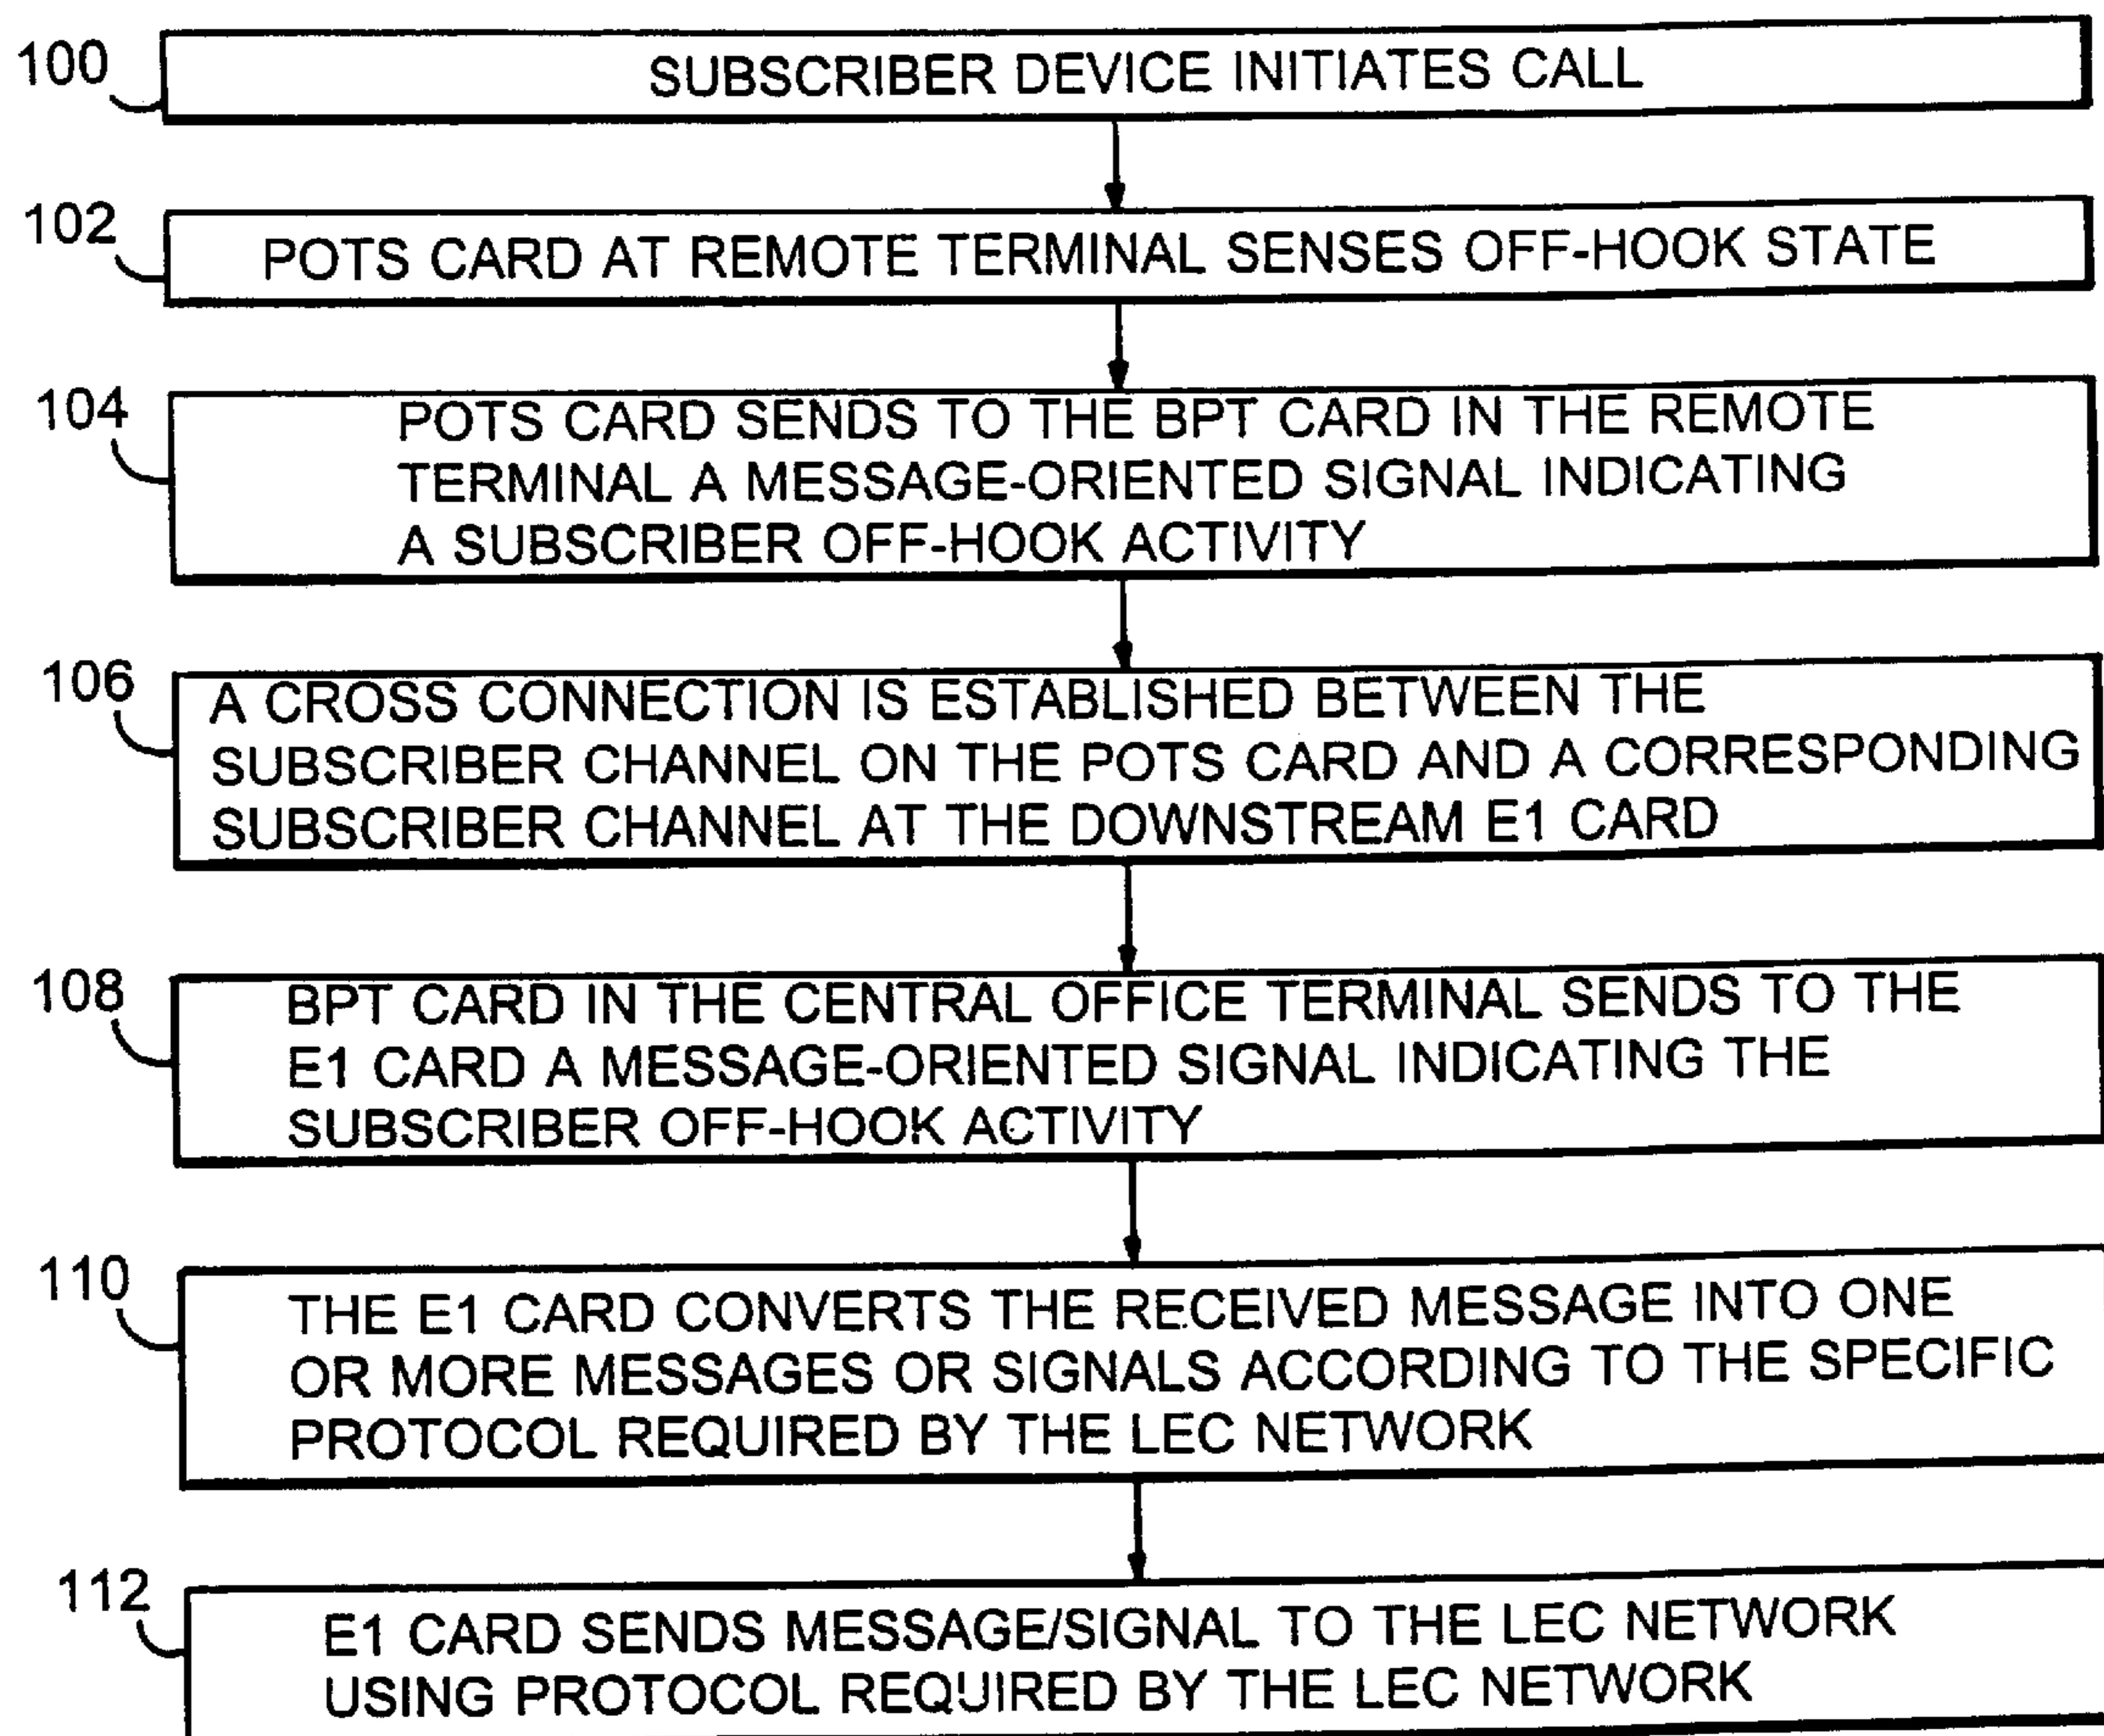 100
SUBSCRIBER DEVICE INITIATES CALL
102
POTS CARD AT REMOTE TERMINAL SENSES OFF-HOOK STATE
104
POTS CARD SENDS TO THE BPT CARD IN THE REMOTE
TERMINAL A MESSAGE-ORIENTED SIGNAL INDICATING
A SUBSCRIBER OFF-HOOK ACTIVITY
106
A CROSS CONNECTION IS ESTABLISHED BETWEEN THE
SUBSCRIBER CHANNEL ON THE POTS CARD AND A CORRESPONDING
SUBSCRIBER CHANNEL AT THE DOWNSTREAM E1 CARD
108
BPT CARD IN THE CENTRAL OFFICE TERMINAL SENDS TO THE
E1 CARD A MESSAGE-ORIENTED SIGNAL INDICATING THE
SUBSCRIBER OFF-HOOK ACTIVITY
110
THE E1 CARD CONVERTS THE RECEIVED MESSAGE INTO ONE
OR MORE MESSAGES OR SIGNALS ACCORDING TO THE SPECIFIC
PROTOCOL REQUIRED BY THE LEC NETWORK
112
E1 CARD SENDS MESSAGE/SIGNAL TO THE LEC NETWORK
USING PROTOCOL REQUIRED BY THE LEC NETWORK